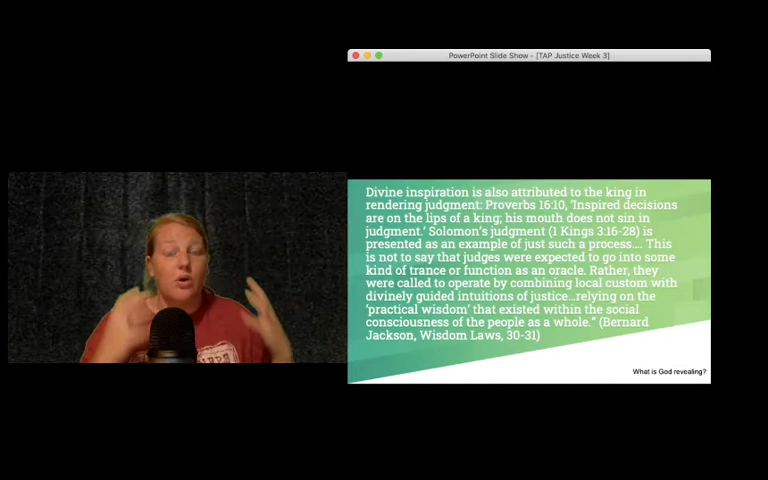 PowerPoint Slide Show - [TAP Justice Week 3]
Divine inspiration is also attributed to the king in
rendering judgment: Proverbs 16:10, ‘Inspired decisions
are on the lips of a king; his mouth does not sin in
judgment.’ Solomon’s judgment (1 Kings 3:16-28) is
presented as an example of just such a process.... This
is not to say that judges were expected to go into some
kind of trance or function as an oracle. Rather, they
were called to operate by combining local custom with
divinely guided intuitions of justice...relying on the
‘practical wisdom’ that existed within the social
consciousness of the people as a whole.” (Bernard
Jackson, Wisdom Laws, 30-31)
What is God revealing?